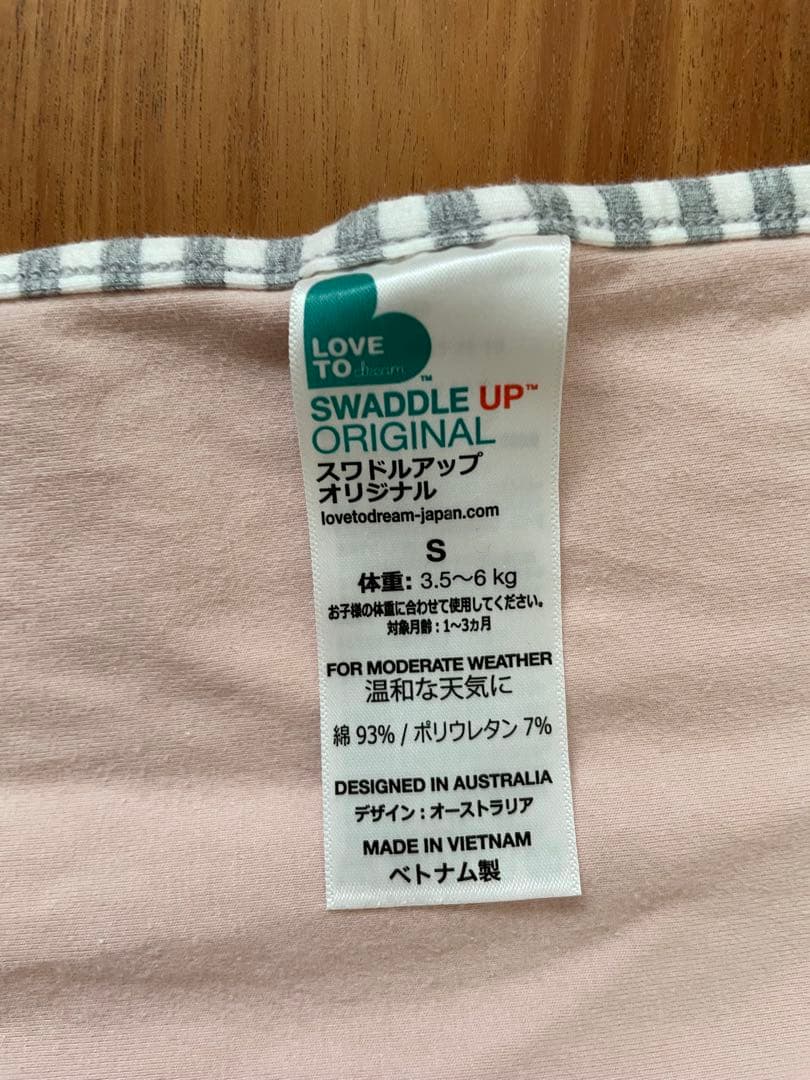 LOVE
TO dream™
SWADDLE UP™
ORIGINAL
スワドルアップ
オリジナル
lovetodream-japan.com
S
体重: 3.5～6 kg
お子様の体重に合わせて使用してください。
対象月齢：1～3ヵ月
FOR MODERATE WEATHER
温和な天気に
綿 93% / ポリウレタン 7%
DESIGNED IN AUSTRALIA
デザイン：オーストラリア
MADE IN VIETNAM
ベトナム製